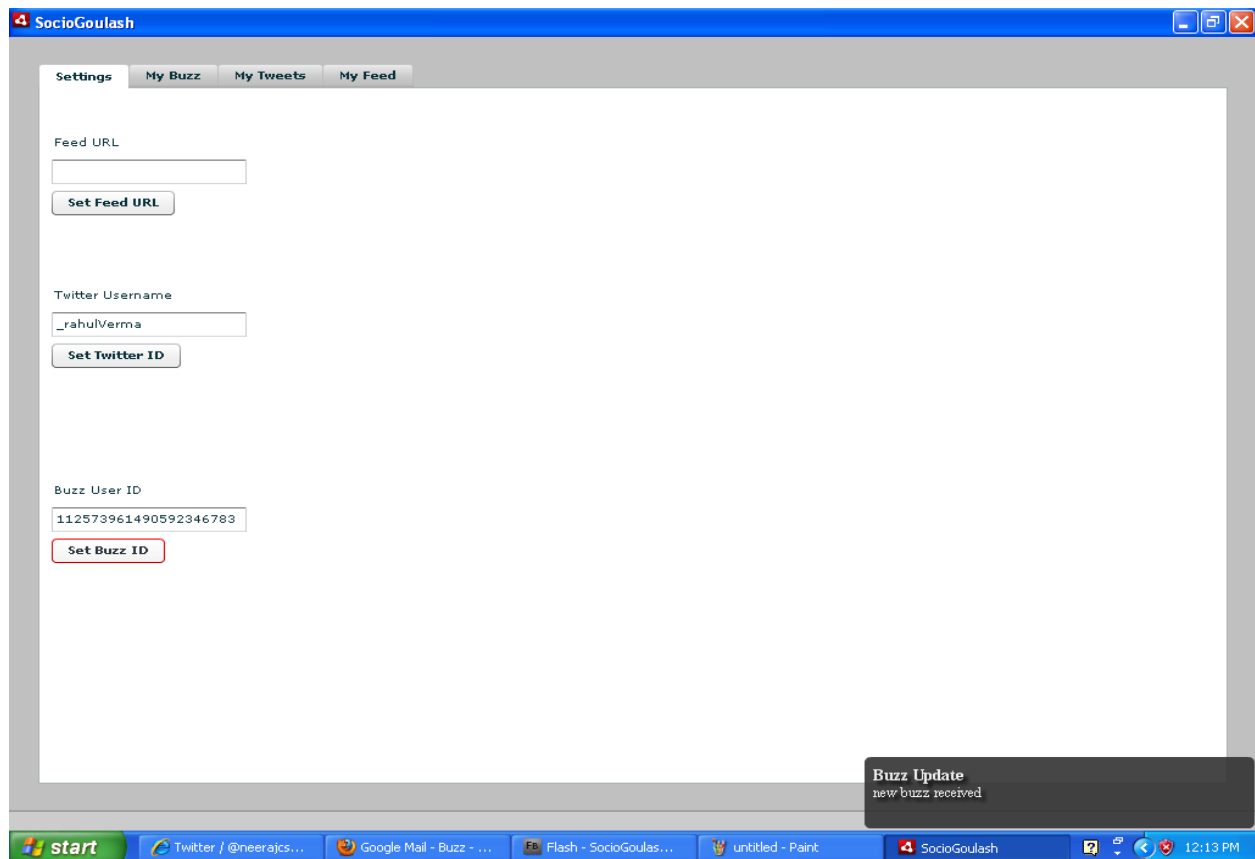 SocioGoulash
Settings My Buzz My Tweets My Feed
Feed URL
Set Feed URL
Twitter Username
_rahulVerma
Set Twitter ID
Buzz User ID
112573961490592346783
Set Buzz ID
Buzz Update
new buzz received
start Twitter / @neerajcs... Google Mail - Buzz - ... FB Flash - SocioGoulas... untitled - Paint SocioGoulash 12:13 PM